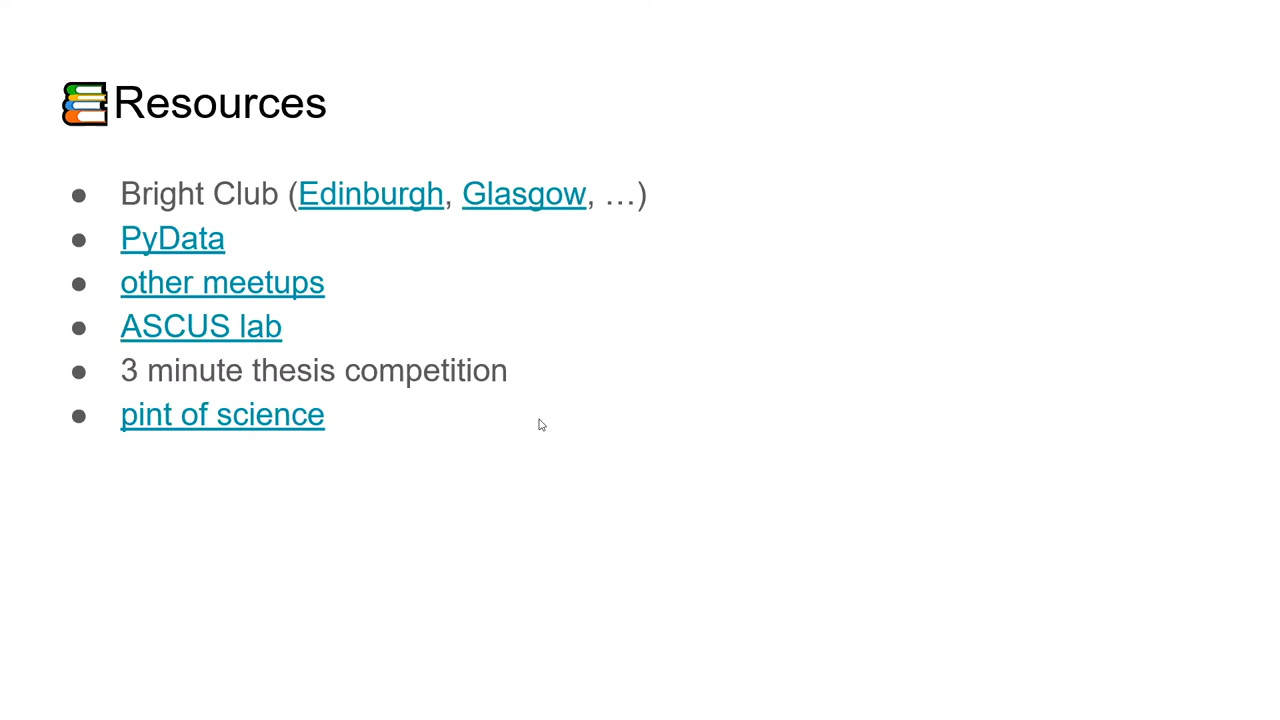 Resources
● Bright Club (Edinburgh, Glasgow, …)
● PyData
● other meetups
● ASCUS lab
● 3 minute thesis competition
● pint of science